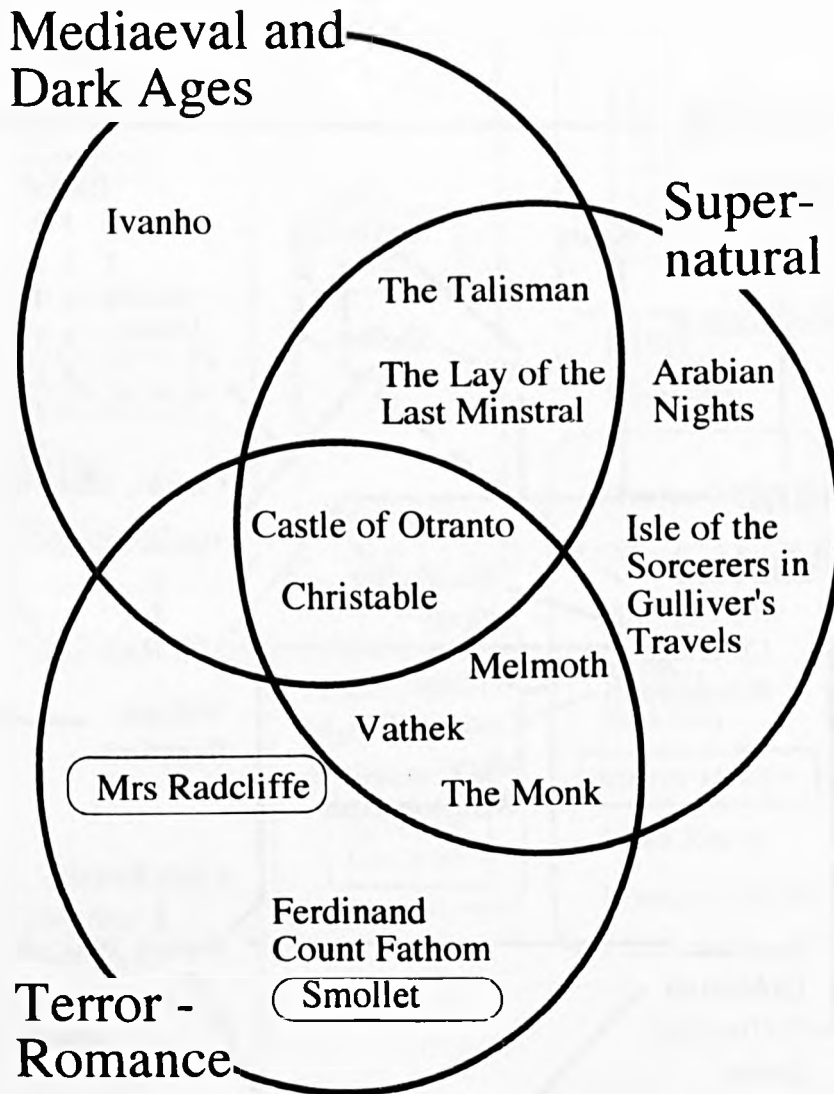 Mediaeval and
Dark Ages
Ivanho
Super-
natural
The Talisman
The Lay of the
Last Minstral
Arabian
Nights
Castle of Otranto
Christable
Isle of the
Sorcerers in
Gulliver's
Travels
Melmoth
Vathek
Mrs Radcliffe
The Monk
Ferdinand
Count Fathom
Smollet
Terror -
Romance